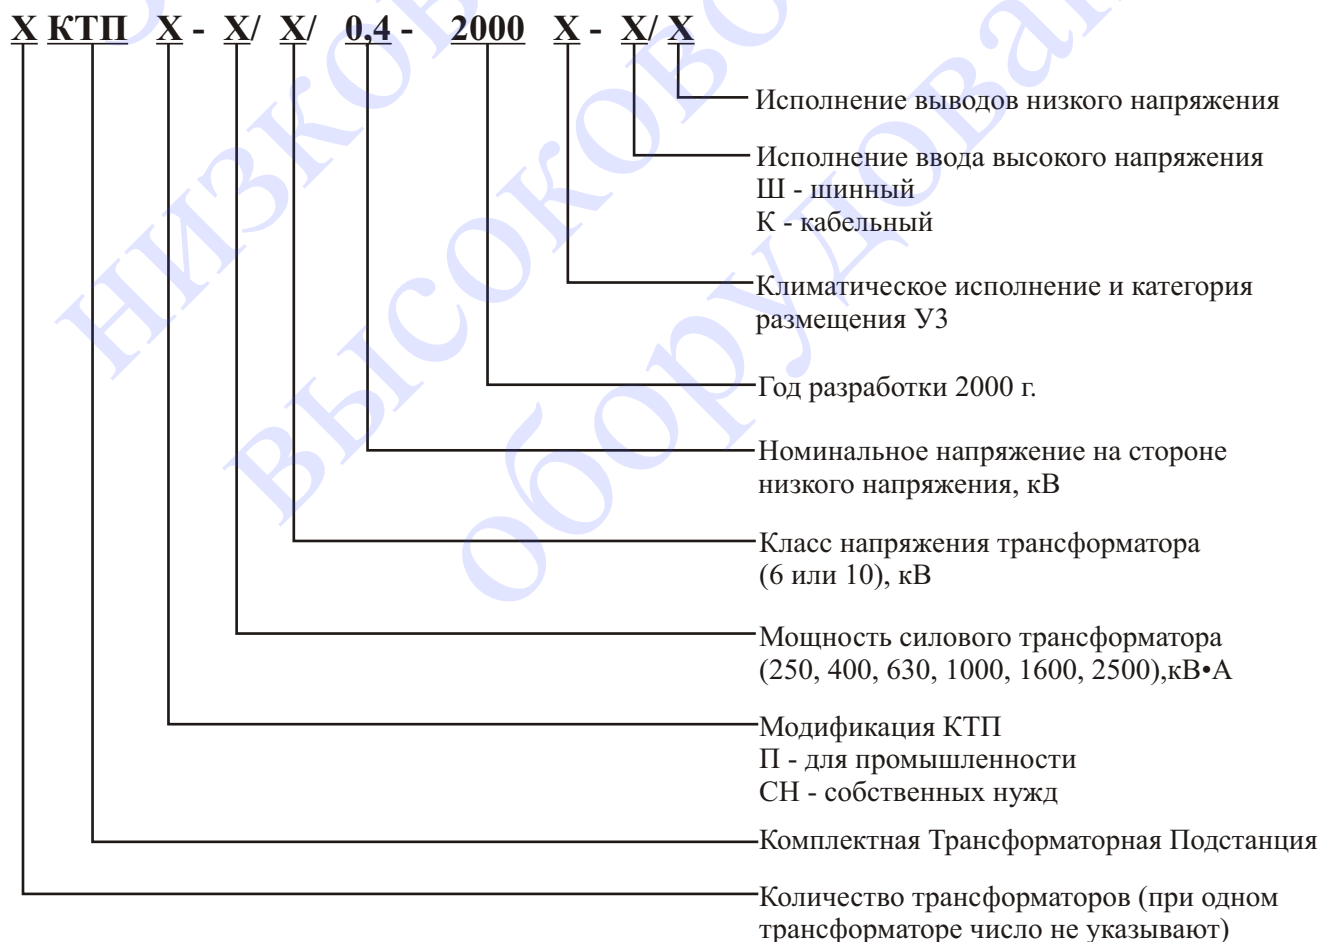 Х КТП Х - Х/ Х/ 0,4 - 2000 Х - Х/ Х
Исполнение выводов низкого напряжения
Исполнение ввода высокого напряжения
Ш - шинный
К - кабельный
Климатическое исполнение и категория
размещения У3
Год разработки 2000 г.
Номинальное напряжение на стороне
низкого напряжения, кВ
Класс напряжения трансформатора
(6 или 10), кВ
Мощность силового трансформатора
(250, 400, 630, 1000, 1600, 2500),кВ•А
Модификация КТП
П - для промышленности
СН - собственных нужд
Комплектная Трансформаторная Подстанция
Количество трансформаторов (при одном
трансформаторе число не указывают)